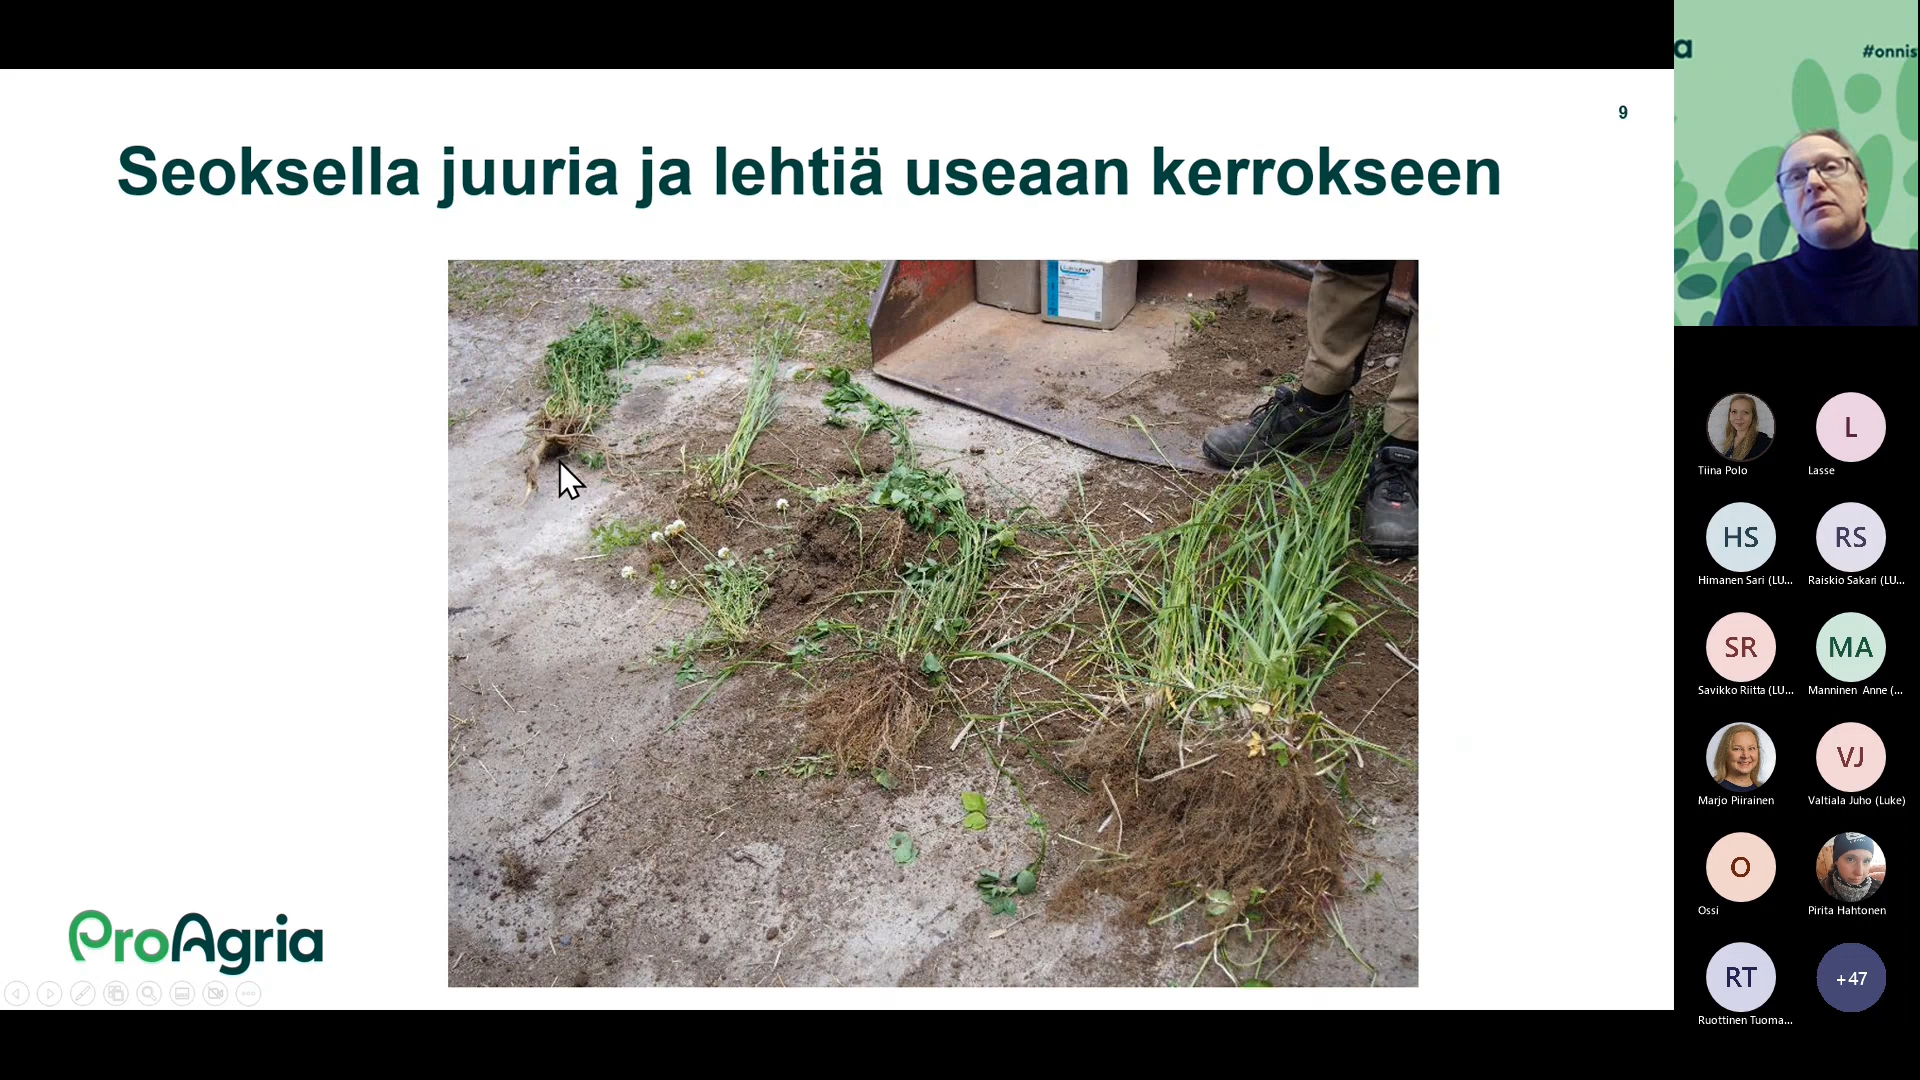 9
Seoksella juuria ja lehtiä useaan kerrokseen
ProAgria
a
#onnis
Tiina Polo
L
Lasse
HS
Himanen Sari (LU...
RS
Raiskio Sakari (LU...
SR
Savikko Riitta (LU...
MA
Manninen Anne (...
Marjo Piirainen
VJ
Valtiala Juho (Luke)
O
Ossi
Pirita Hahtonen
RT
Ruottinen Tuoma...
+47